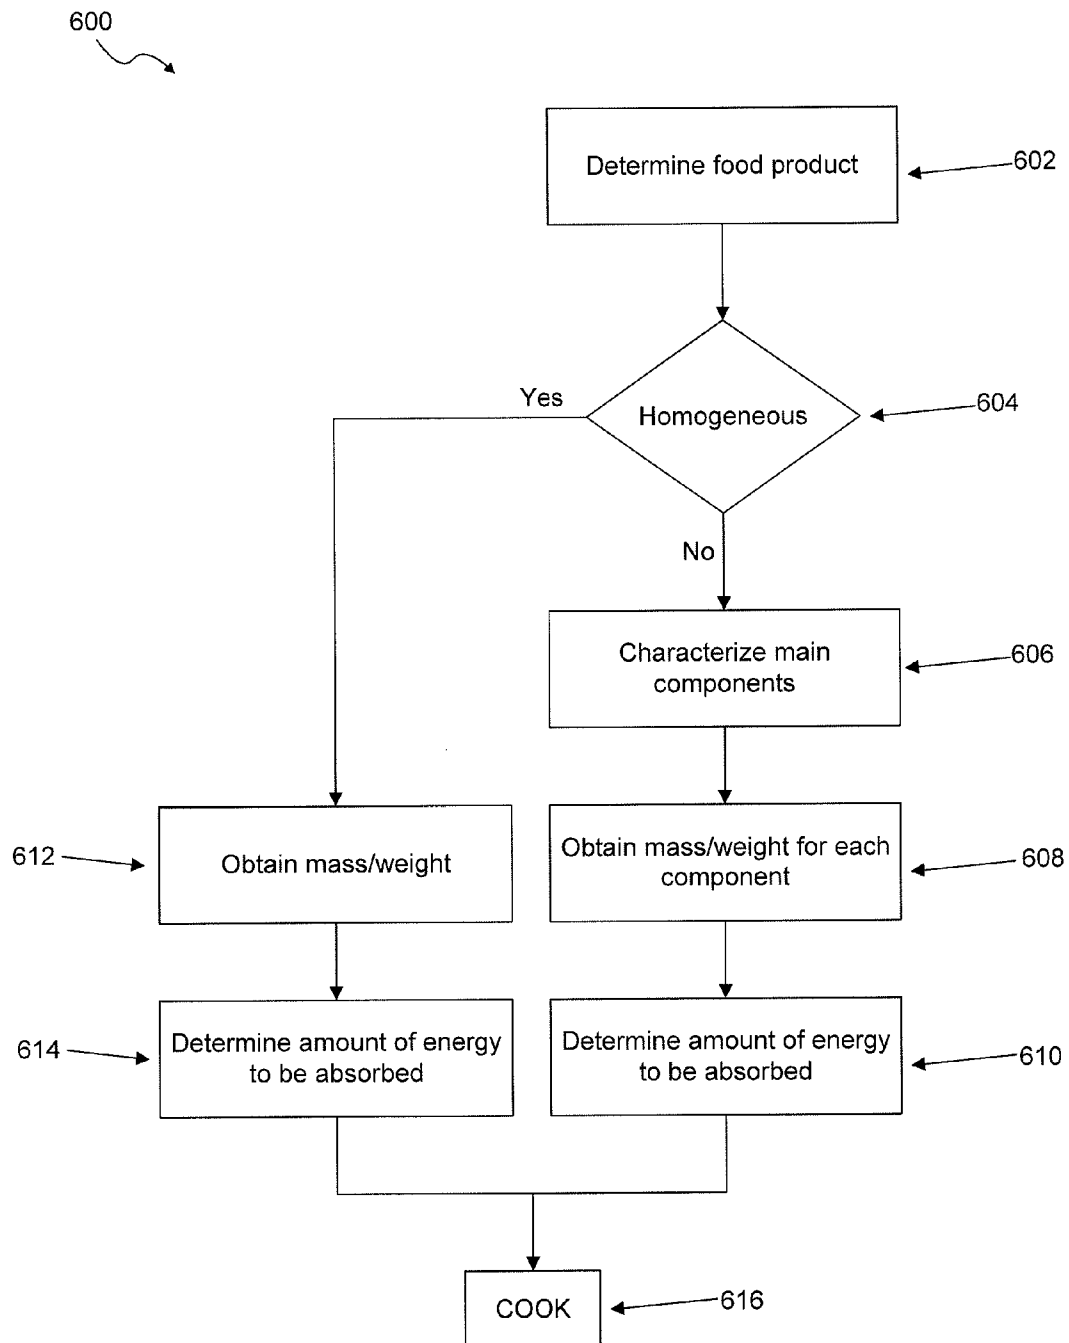 600
Determine food product
602
Yes
Homogeneous
604
No
Characterize main
components
606
612
Obtain mass/weight
Obtain mass/weight for each
component
608
614
Determine amount of energy
to be absorbed
Determine amount of energy
to be absorbed
610
COOK
616